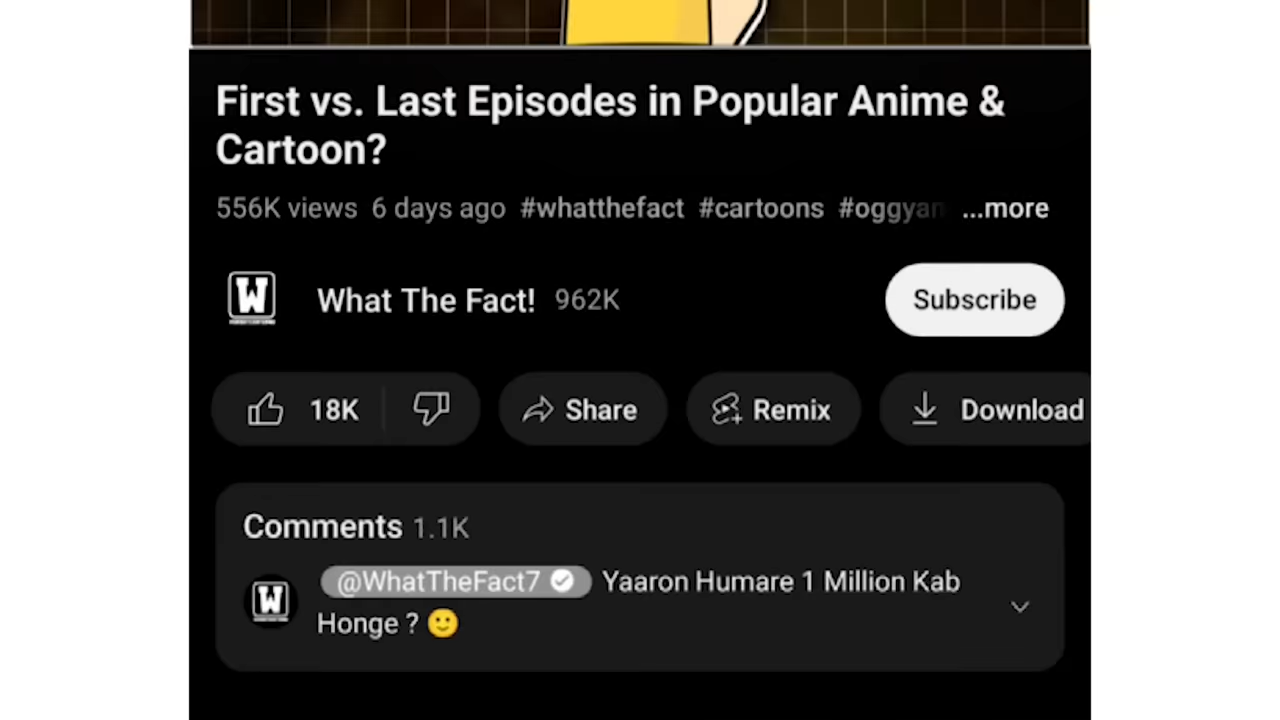 First vs. Last Episodes in Popular Anime &
Cartoon?
556K views 6 days ago #whatthefact #cartoons #oggyan ...more
W What The Fact! 962K Subscribe
18K Share Remix Download
Comments 1.1K
W @WhatTheFact7 Yaaron Humare 1 Million Kab
Honge ? 🙂